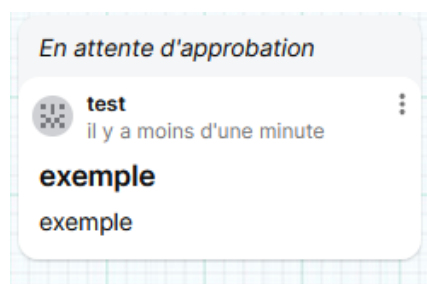 En attente d'approbation
test
il y a moins d'une minute
exemple
exemple